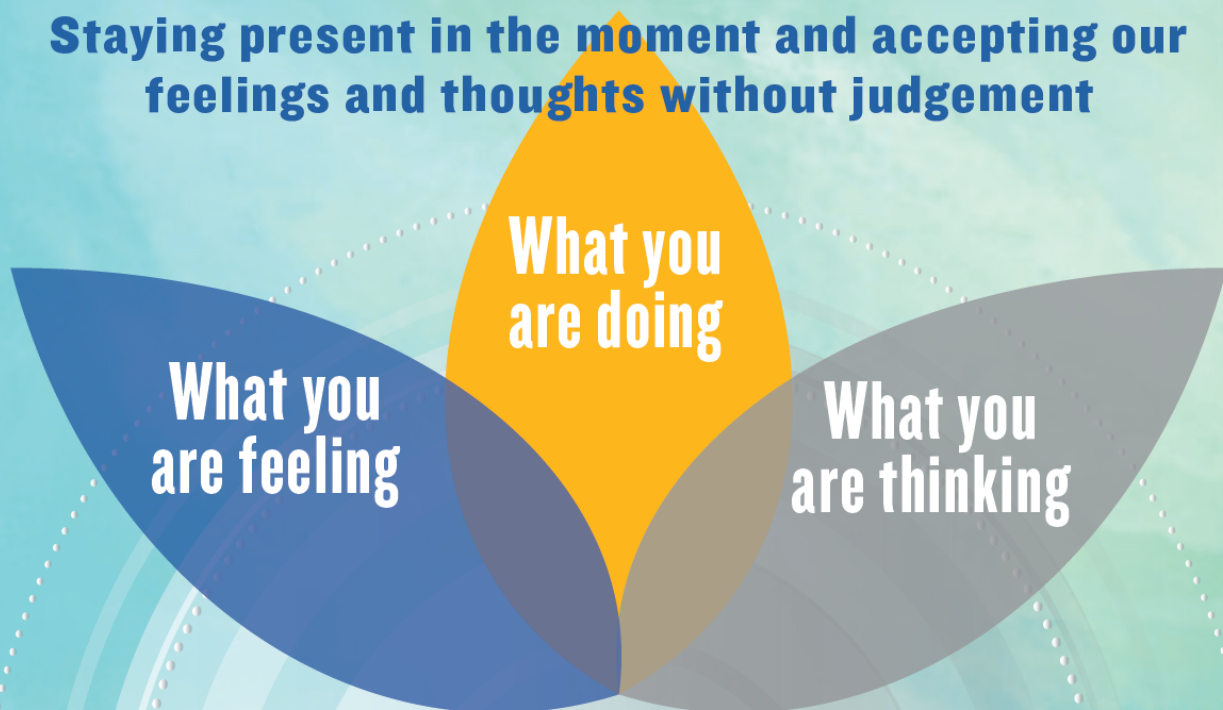 Staying present in the moment and accepting our
feelings and thoughts without judgement
What you
are doing
What you
are feeling
What you
are thinking